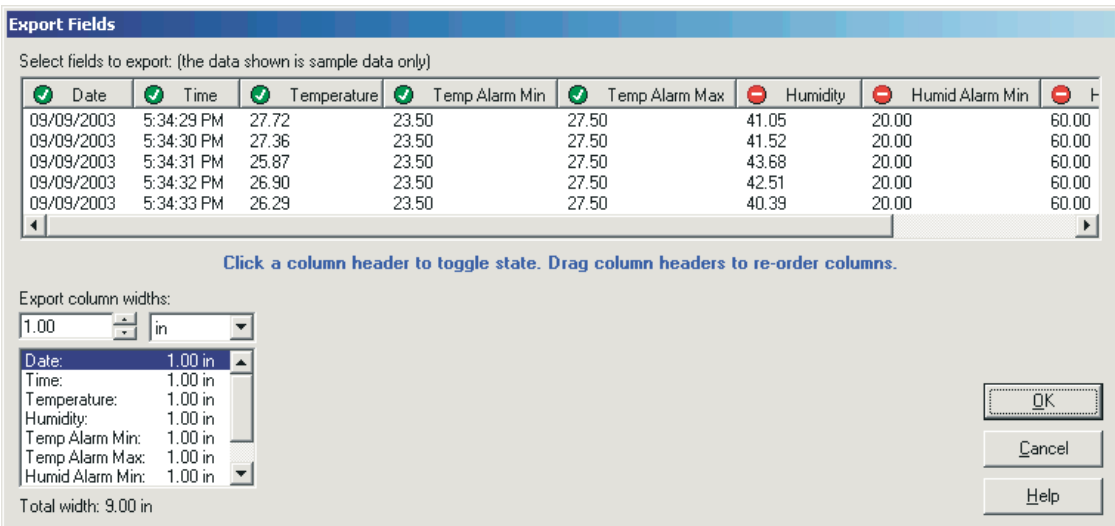 Export Fields
Select fields to export: (the data shown is sample data only)
Date Time Temperature Temp Alarm Min Temp Alarm Max Humidity Humid Alarm Min H
09/09/2003 5:34:29 PM 27.72 23.50 27.50 41.05 20.00 60.00
09/09/2003 5:34:30 PM 27.36 23.50 27.50 41.52 20.00 60.00
09/09/2003 5:34:31 PM 25.87 23.50 27.50 43.68 20.00 60.00
09/09/2003 5:34:32 PM 26.90 23.50 27.50 42.51 20.00 60.00
09/09/2003 5:34:33 PM 26.29 23.50 27.50 40.39 20.00 60.00
Click a column header to toggle state. Drag column headers to re-order columns.
Export column widths:
1.00 in
Date: 1.00 in
Time: 1.00 in
Temperature: 1.00 in
Humidity: 1.00 in
Temp Alarm Min: 1.00 in
Temp Alarm Max: 1.00 in
Humid Alarm Min: 1.00 in
Total width: 9.00 in
OK
Cancel
Help